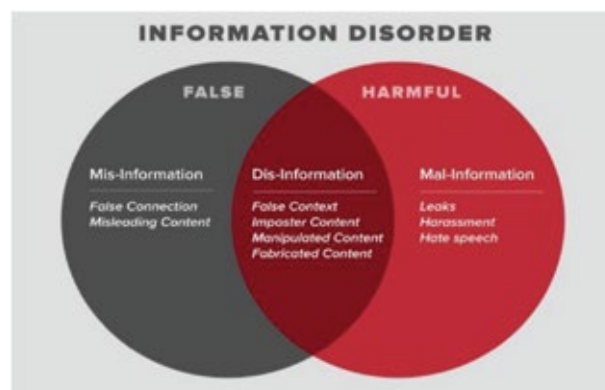 INFORMATION DISORDER
FALSE
HARMFUL
Mis-Information
False Connection
Misleading Content
Dis-Information
False Context
Imposter Content
Manipulated Content
Fabricated Content
Mal-Information
Leaks
Harassment
Hate speech